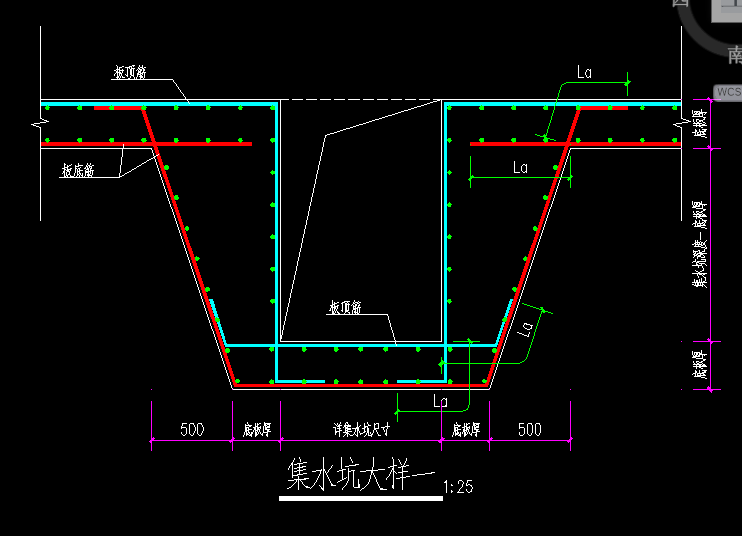 西
南
WCS
板顶筋
La
底板厚
板底筋
La
集水坑深度-底板厚
板顶筋
La
底板厚
La
500
底板厚
详集水坑尺寸
底板厚
500
集水坑大样一
1:25